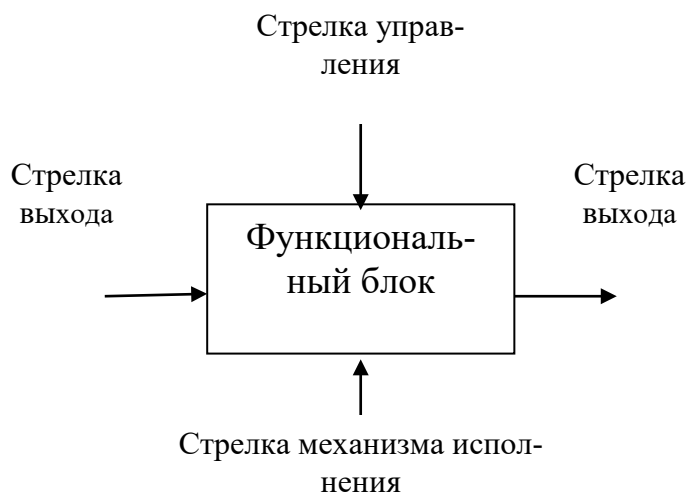 Стрелка управ-
ления
Стрелка
выхода
Стрелка
выхода
Функциональ-
ный блок
Стрелка механизма испол-
нения